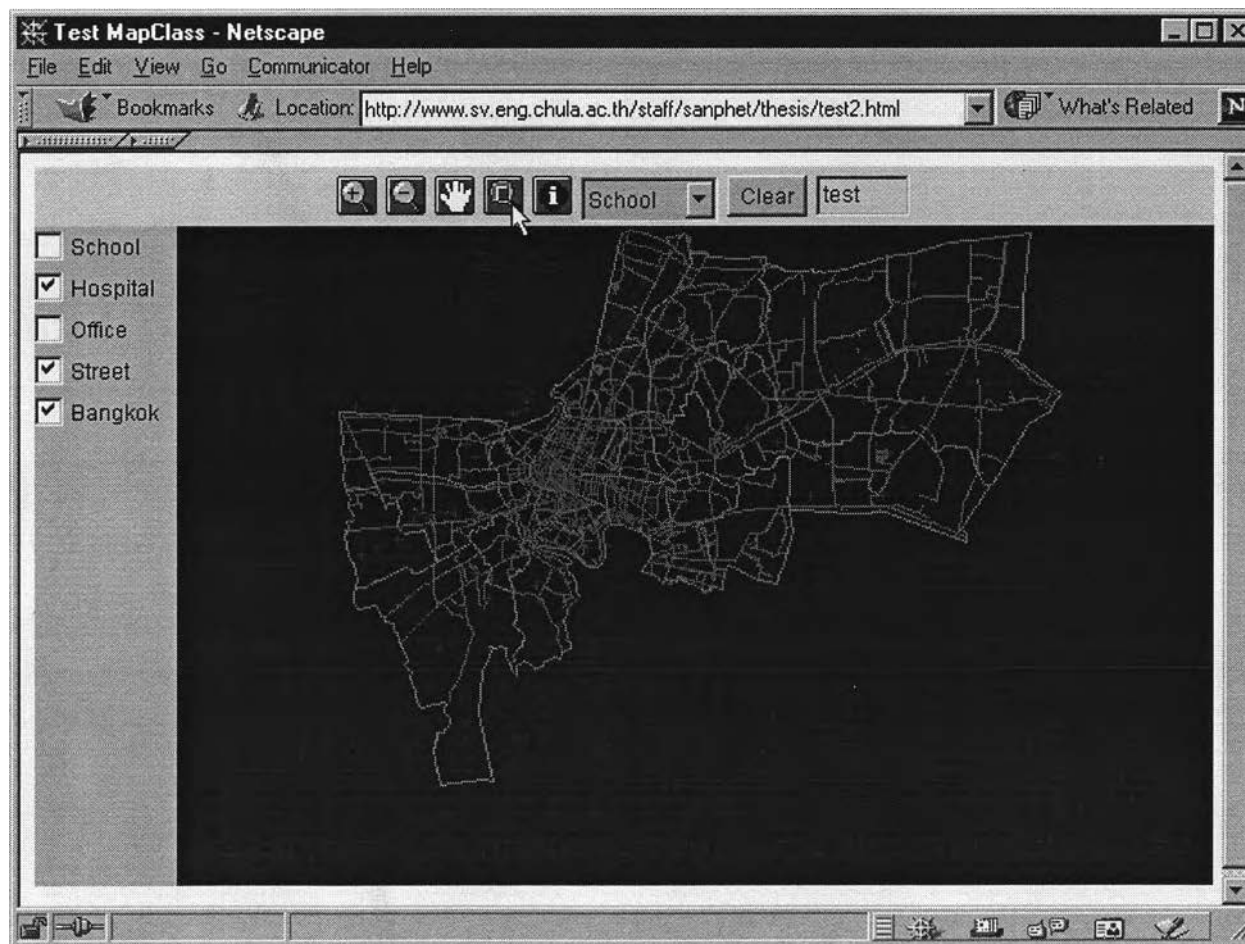 Test MapClass - Netscape
File Edit View Go Communicator Help
Bookmarks Location: http://www.sv.eng.chula.ac.th/staff/sanphet/thesis/test2.html What's Related N
School Clear test
School
Hospital
Office
Street
Bangkok